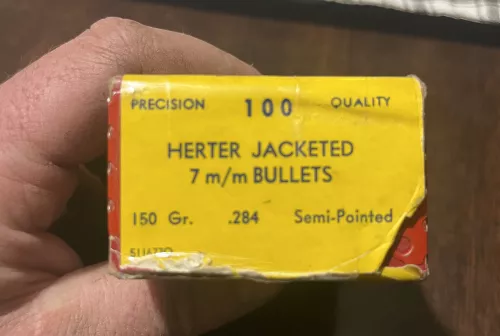 PRECISION 100 QUALITY
HERTER JACKETED
7 m/m BULLETS
150 Gr. .284 Semi-Pointed